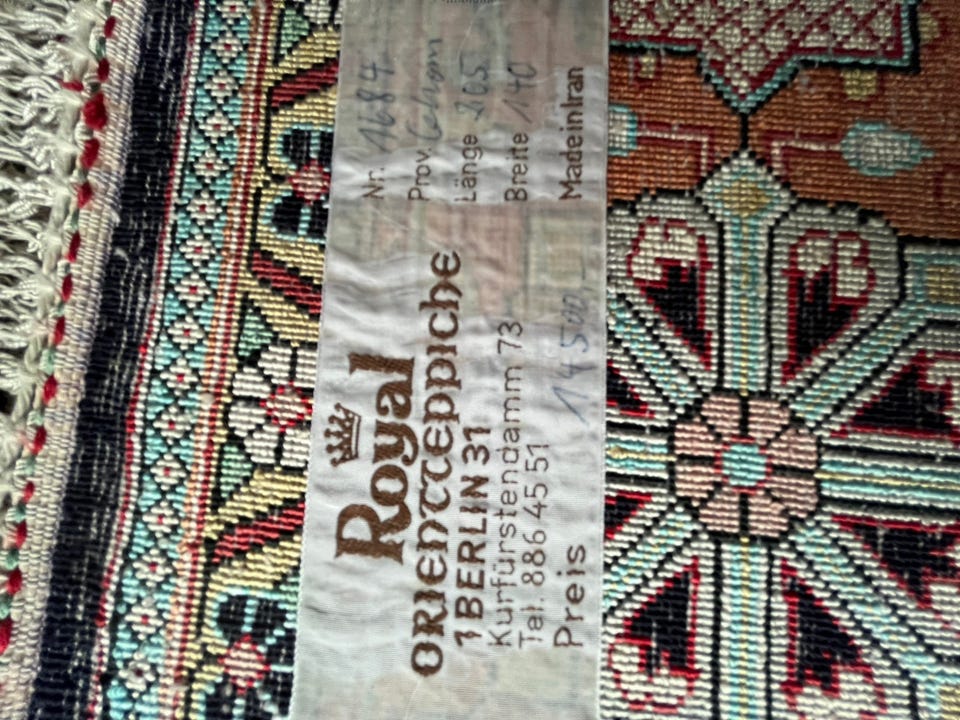 Royal
ORIENTTEPPICHE
1 BERLIN 31
Kurfürstendamm 73
Tel. 886 45 51
Preis 14500.-
Nr. 1684
Prov.
Länge 205
Breite 140
Made in Iran